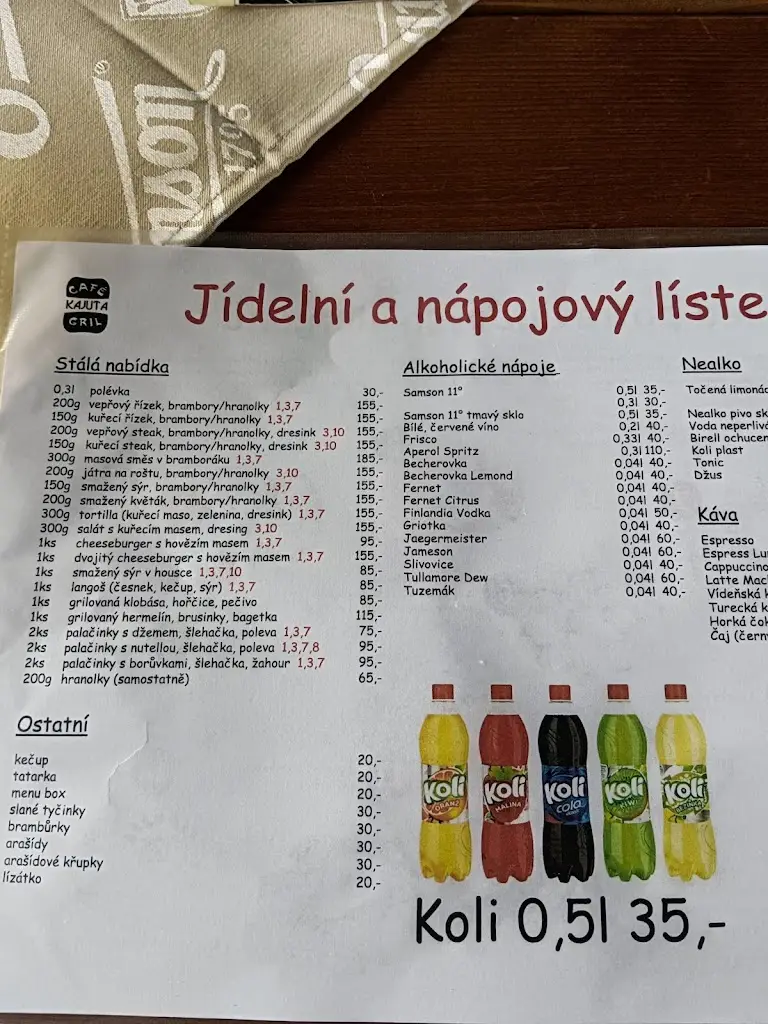 CAFÉ
KAJUTA
GRIL
Jídelní a nápojový líste
Stálá nabídka
0,3l polévka 30,-
200g vepřový řízek, brambory/hranolky 1,3,7 155,-
150g kuřecí řízek, brambory/hranolky 1,3,7 155,-
200g vepřový steak, brambory/hranolky, dresink 3,10 155,-
150g kuřecí steak, brambory/hranolky, dresink 3,10 155,-
300g masová směs v bramboráku 1,3,7 185,-
200g játra na roštu, brambory/hranolky 3,10 155,-
150g smažený sýr, brambory/hranolky 1,3,7 155,-
200g smažený květák, brambory/hranolky 1,3,7 155,-
300g tortilla (kuřecí maso, zelenina, dresink) 1,3,7 155,-
300g salát s kuřecím masem, dresing 3,10 155,-
1ks cheeseburger s hovězím masem 1,3,7 95,-
1ks dvojitý cheeseburger s hovězím masem 1,3,7 155,-
1ks smažený sýr v housce 1,3,7,10 85,-
1ks langoš (česnek, kečup, sýr) 1,3,7 85,-
1ks grilovaná klobása, hořčice, pečivo 85,-
1ks grilovaný hermelín, brusinky, bagetka 115,-
2ks palačinky s džemem, šlehačka, poleva 1,3,7 75,-
2ks palačinky s nutellou, šlehačka, poleva 1,3,7,8 95,-
2ks palačinky s borůvkami, šlehačka, žahour 1,3,7 95,-
200g hranolky (samostatně) 65,-
Ostatní
kečup 20,-
tatarka 20,-
menu box 20,-
slané tyčinky 30,-
brambůrky 30,-
arašídy 30,-
arašídové křupky 30,-
lízátko 20,-
Alkoholické nápoje
Samson 11° 0,5l 35,-
0,3l 30,-
Samson 11° tmavý sklo 0,5l 35,-
Bílé, červené víno 0,2l 40,-
Frisco 0,33l 40,-
Aperol Spritz 0,3l 110,-
Becherovka 0,04l 40,-
Becherovka Lemond 0,04l 40,-
Fernet 0,04l 40,-
Fernet Citrus 0,04l 40,-
Finlandia Vodka 0,04l 50,-
Griotka 0,04l 40,-
Jaegermeister 0,04l 60,-
Jameson 0,04l 60,-
Slivovice 0,04l 40,-
Tullamore Dew 0,04l 60,-
Tuzemák 0,04l 40,-
Nealko
Točená limonád
Nealko pivo sk
Voda neperlivá
Birell ochucen
Koli plast
Tonic
Džus
Káva
Espresso
Espress Lu
Cappuccino
Latte Mac
Vídeňská k
Turecká k
Horká čok
Čaj (čern
Koli ORANŽ
Koli MALINA
Koli cola
Koli KIWI
Koli
Koli 0,5l 35,-